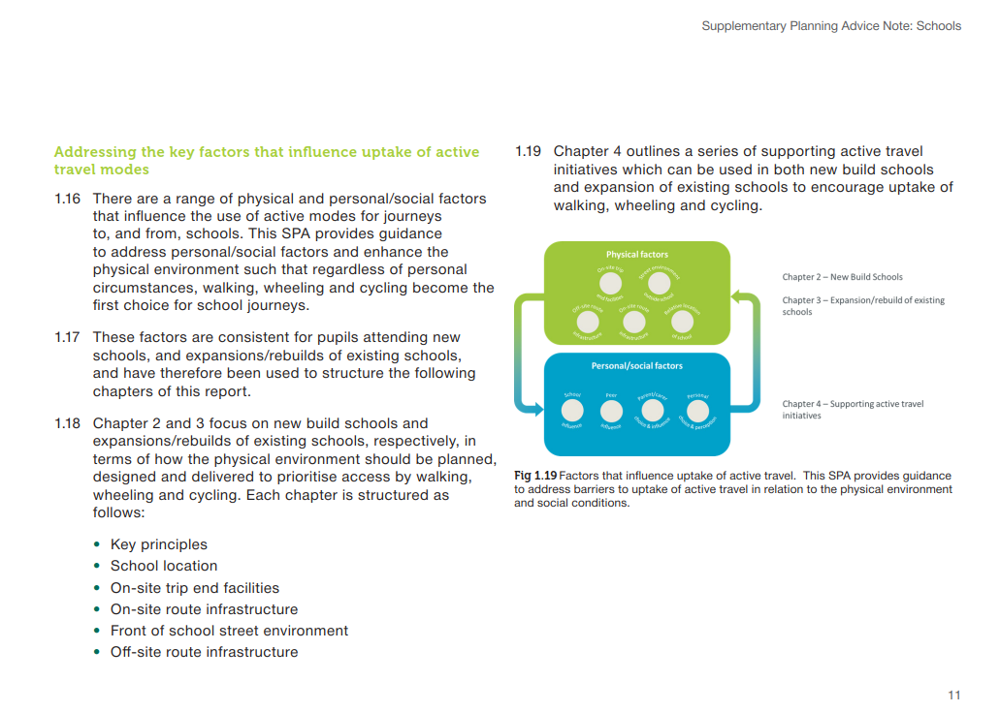 Supplementary Planning Advice Note: Schools
Addressing the key factors that influence uptake of active
travel modes
1.16 There are a range of physical and personal/social factors
that influence the use of active modes for journeys
to, and from, schools. This SPA provides guidance
to address personal/social factors and enhance the
physical environment such that regardless of personal
circumstances, walking, wheeling and cycling become the
first choice for school journeys.
1.17 These factors are consistent for pupils attending new
schools, and expansions/rebuilds of existing schools,
and have therefore been used to structure the following
chapters of this report.
1.18 Chapter 2 and 3 focus on new build schools and
expansions/rebuilds of existing schools, respectively, in
terms of how the physical environment should be planned,
designed and delivered to prioritise access by walking,
wheeling and cycling. Each chapter is structured as
follows:
• Key principles
• School location
• On-site trip end facilities
• On-site route infrastructure
• Front of school street environment
• Off-site route infrastructure
1.19 Chapter 4 outlines a series of supporting active travel
initiatives which can be used in both new build schools
and expansion of existing schools to encourage uptake of
walking, wheeling and cycling.
Physical factors
On-site trip
end facilities
Street environment
outside school
Off-site route
infrastructure
On-site route
infrastructure
Relative location
of school
Personal/social factors
School
influence
Peer
influence
Parent/carer
choice & influence
Personal
choice & perception
Chapter 2 – New Build Schools
Chapter 3 – Expansion/rebuild of existing
schools
Chapter 4 – Supporting active travel
initiatives
Fig 1.19 Factors that influence uptake of active travel. This SPA provides guidance
to address barriers to uptake of active travel in relation to the physical environment
and social conditions.
11